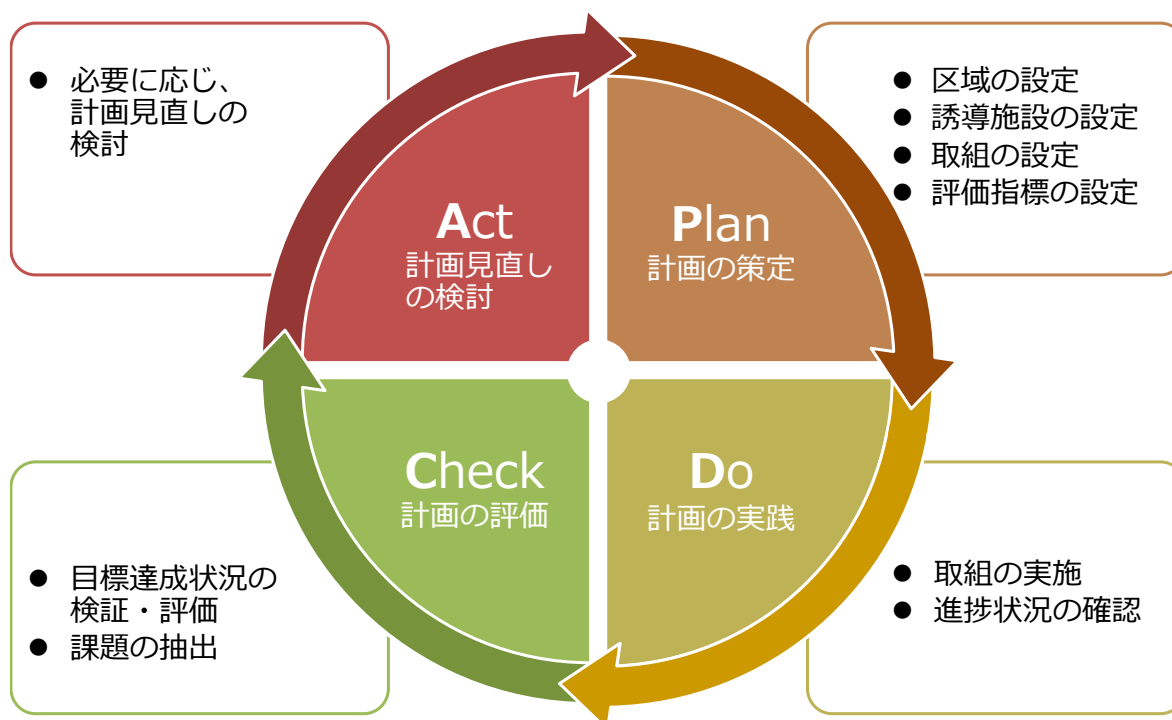 ● 必要に応じ、
計画見直しの
検討
● 区域の設定
● 誘導施設の設定
● 取組の設定
● 評価指標の設定
Act
計画見直し
の検討
Plan
計画の策定
Check
計画の評価
Do
計画の実践
● 目標達成状況の
検証・評価
● 課題の抽出
● 取組の実施
● 進捗状況の確認